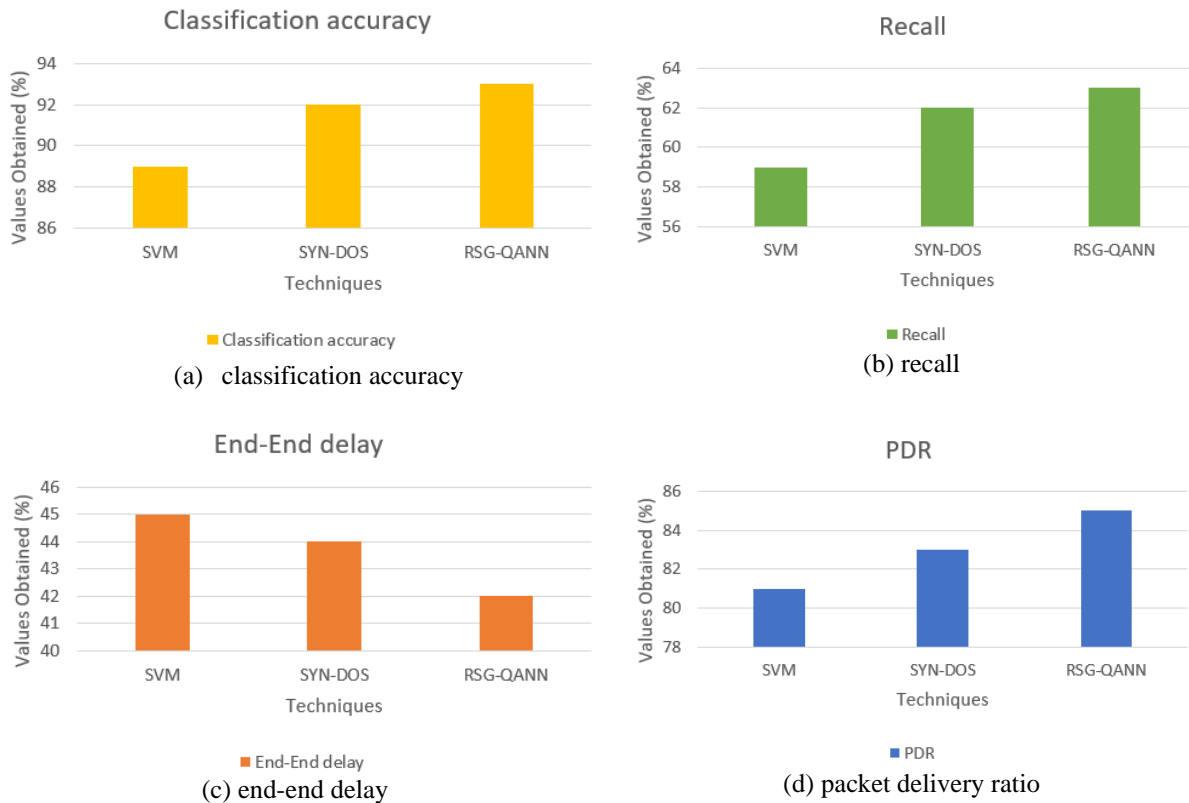 Classification accuracy
Values Obtained (%)
94
92
90
88
86
SVM
SYN-DOS
RSG-QANN
Techniques
Classification accuracy
(a) classification accuracy
Recall
Values Obtained (%)
64
62
60
58
56
SVM
SYN-DOS
RSG-QANN
Techniques
Recall
(b) recall
End-End delay
Values Obtained (%)
46
45
44
43
42
41
40
SVM
SYN-DOS
RSG-QANN
Techniques
End-End delay
(c) end-end delay
PDR
Values Obtained (%)
86
84
82
80
78
SVM
SYN-DOS
RSG-QANN
Techniques
PDR
(d) packet delivery ratio